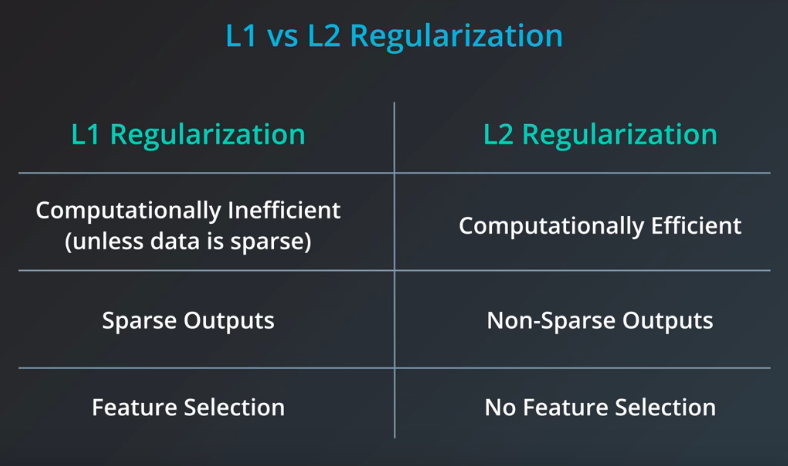 L1 vs L2 Regularization
L1 Regularization
L2 Regularization
Computationally Inefficient
(unless data is sparse)
Computationally Efficient
Sparse Outputs
Non-Sparse Outputs
Feature Selection
No Feature Selection